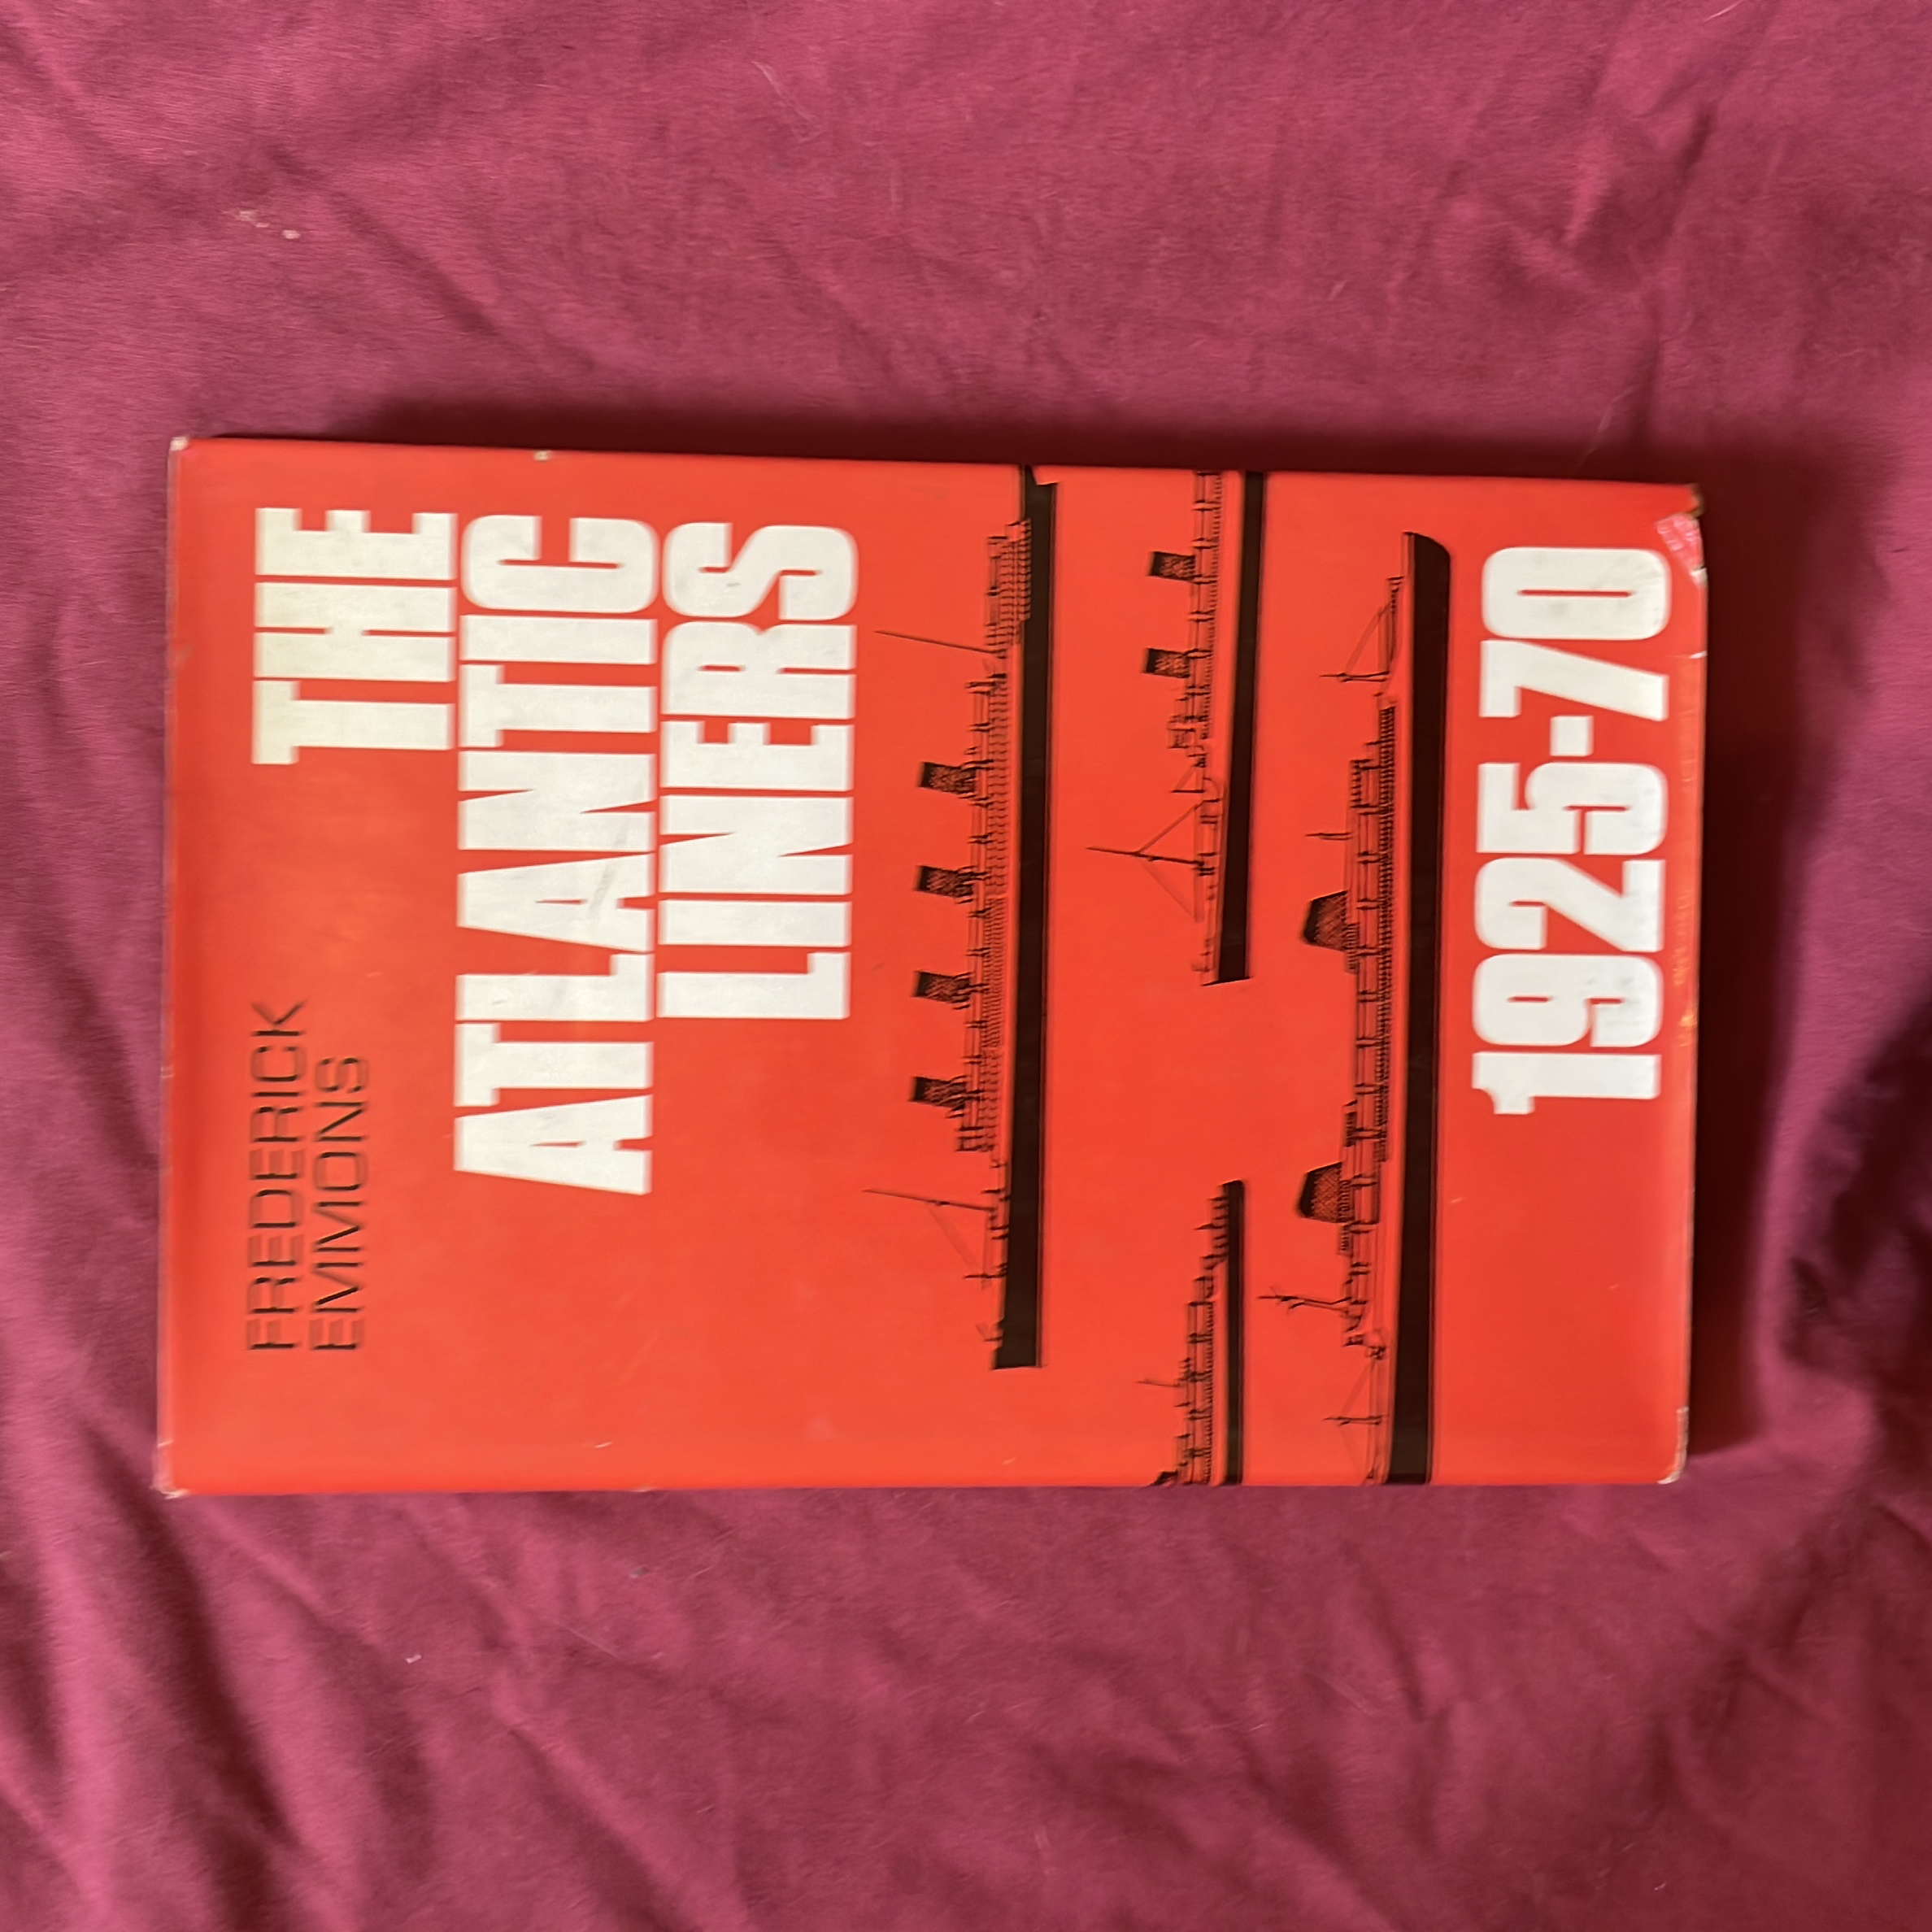 FREDERICK
EMMONS
THE
ATLANTIC
LINERS
1925-70